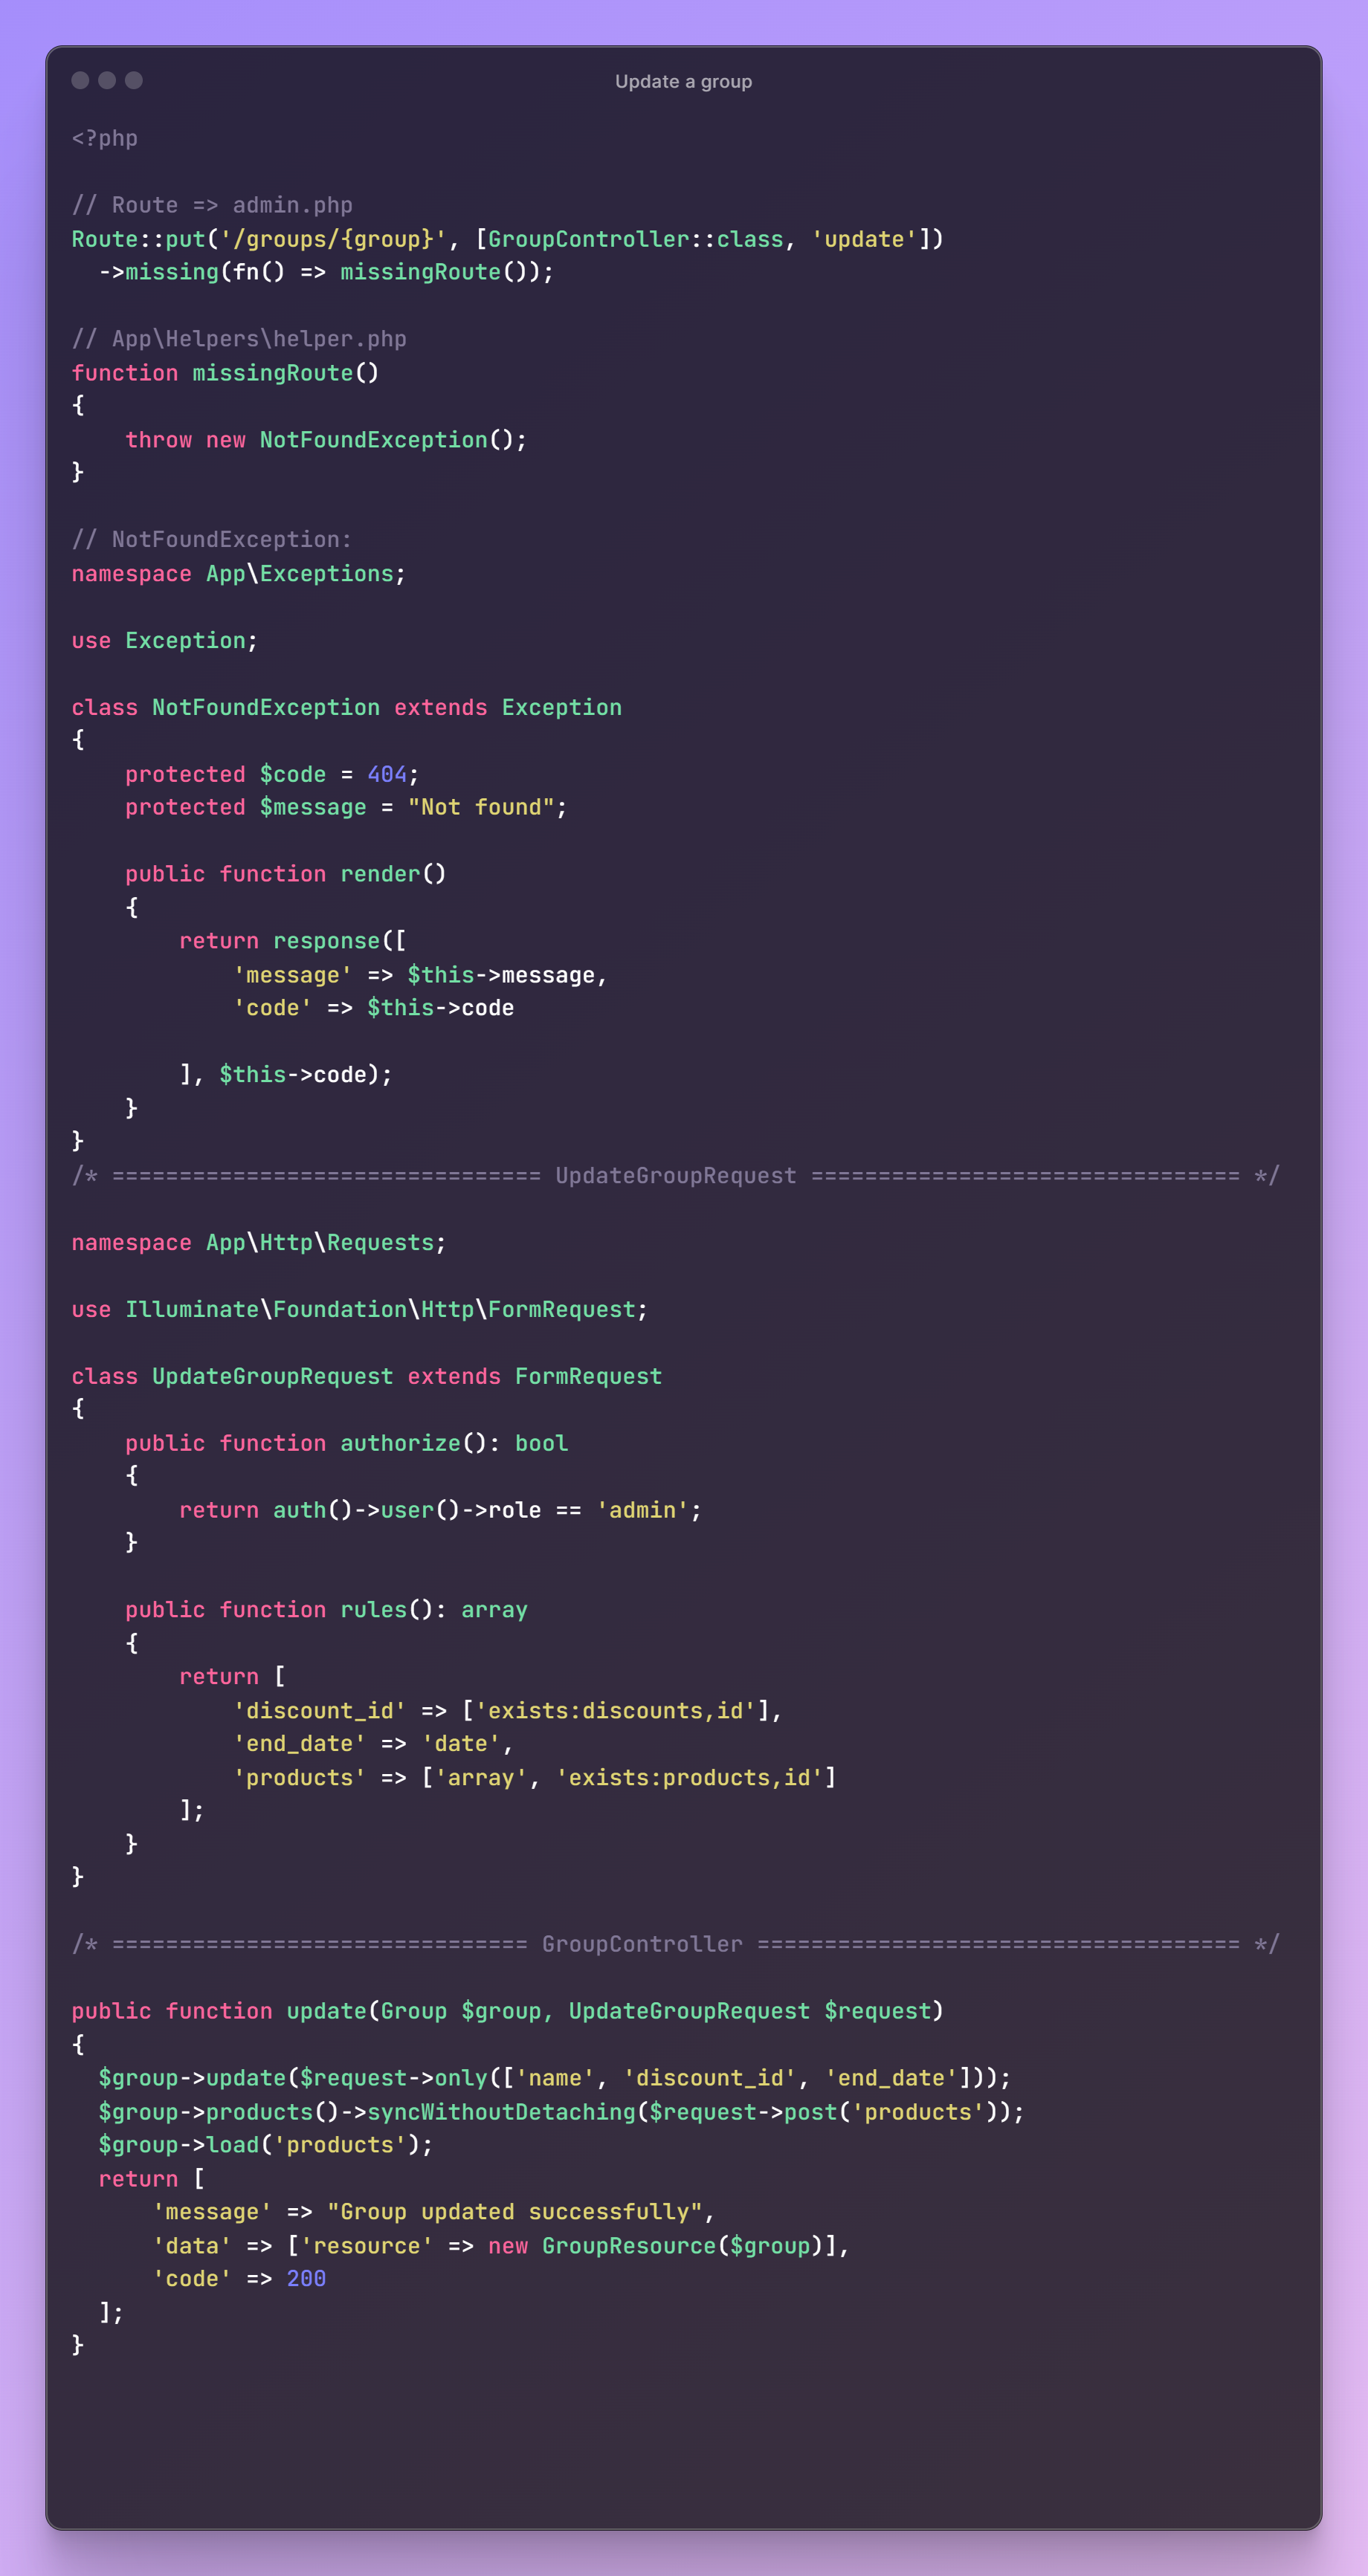 Update a group
<?php
// Route => admin.php
Route::put('/groups/{group}', [GroupController::class, 'update'])
  ->missing(fn() => missingRoute());
// App\Helpers\helper.php
function missingRoute()
{
    throw new NotFoundException();
}
// NotFoundException:
namespace App\Exceptions;
use Exception;
class NotFoundException extends Exception
{
    protected $code = 404;
    protected $message = "Not found";
    public function render()
    {
        return response([
            'message' => $this->message,
            'code' => $this->code
        ], $this->code);
    }
}
/* ================================ UpdateGroupRequest ================================ */
namespace App\Http\Requests;
use Illuminate\Foundation\Http\FormRequest;
class UpdateGroupRequest extends FormRequest
{
    public function authorize(): bool
    {
        return auth()->user()->role == 'admin';
    }
    public function rules(): array
    {
        return [
            'discount_id' => ['exists:discounts,id'],
            'end_date' => 'date',
            'products' => ['array', 'exists:products,id']
        ];
    }
}
/* =============================== GroupController ==================================== */
public function update(Group $group, UpdateGroupRequest $request)
{
  $group->update($request->only(['name', 'discount_id', 'end_date']));
  $group->products()->syncWithoutDetaching($request->post('products'));
  $group->load('products');
  return [
      'message' => "Group updated successfully",
      'data' => ['resource' => new GroupResource($group)],
      'code' => 200
  ];
}